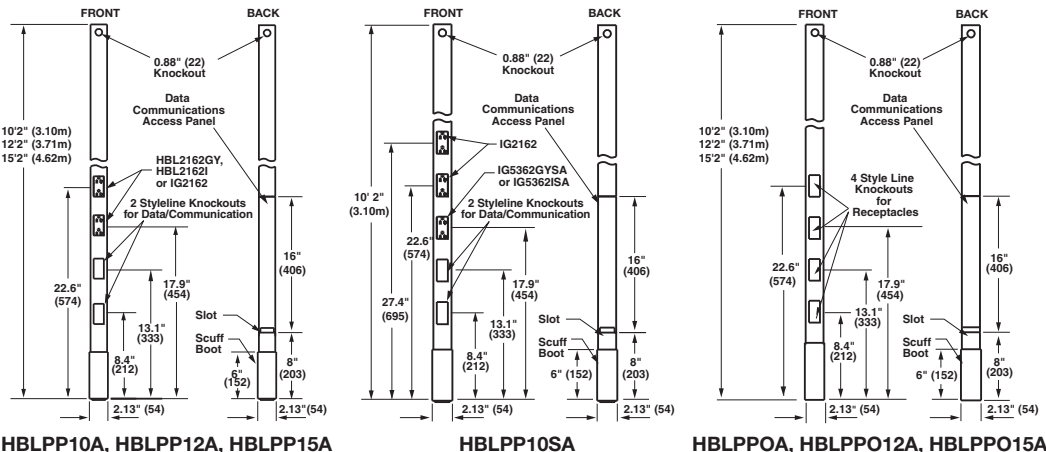 FRONT
BACK
0.88" (22)
Knockout
Data
Communications
Access Panel
10'2" (3.10m)
12'2" (3.71m)
15'2" (4.62m)
HBL2162GY,
HBL2162I
or IG2162
2 Styleline Knockouts
for Data/Communication
16"
(406)
22.6"
(574)
17.9"
(454)
13.1"
(333)
Slot
Scuff
Boot
8.4"
(212)
6"
(152)
8"
(203)
2.13" (54)
2.13" (54)
HBLPP10A, HBLPP12A, HBLPP15A
FRONT
BACK
0.88" (22)
Knockout
Data
Communications
Access Panel
IG2162
IG5362GYSA
or IG5362ISA
10' 2"
(3.10m)
2 Styleline Knockouts
for Data/Communication
22.6"
(574)
16"
(406)
27.4"
(695)
17.9"
(454)
13.1"
(333)
Slot
Scuff
Boot
8.4"
(212)
6" (152)
8"
(203)
2.13" (54)
2.13" (54)
HBLPP10SA
FRONT
BACK
0.88" (22)
Knockout
Data
Communications
Access Panel
10'2" (3.10m)
12'2" (3.71m)
15'2" (4.62m)
4 Style Line
Knockouts
for
Receptacles
16"
(406)
22.6"
(574)
17.9"
(454)
13.1"
(333)
Slot
Scuff
Boot
8.4"
(212)
6" (152)
8"
(203)
2.13" (54)
2.13" (54)
HBLPPOA, HBLPPO12A, HBLPPO15A